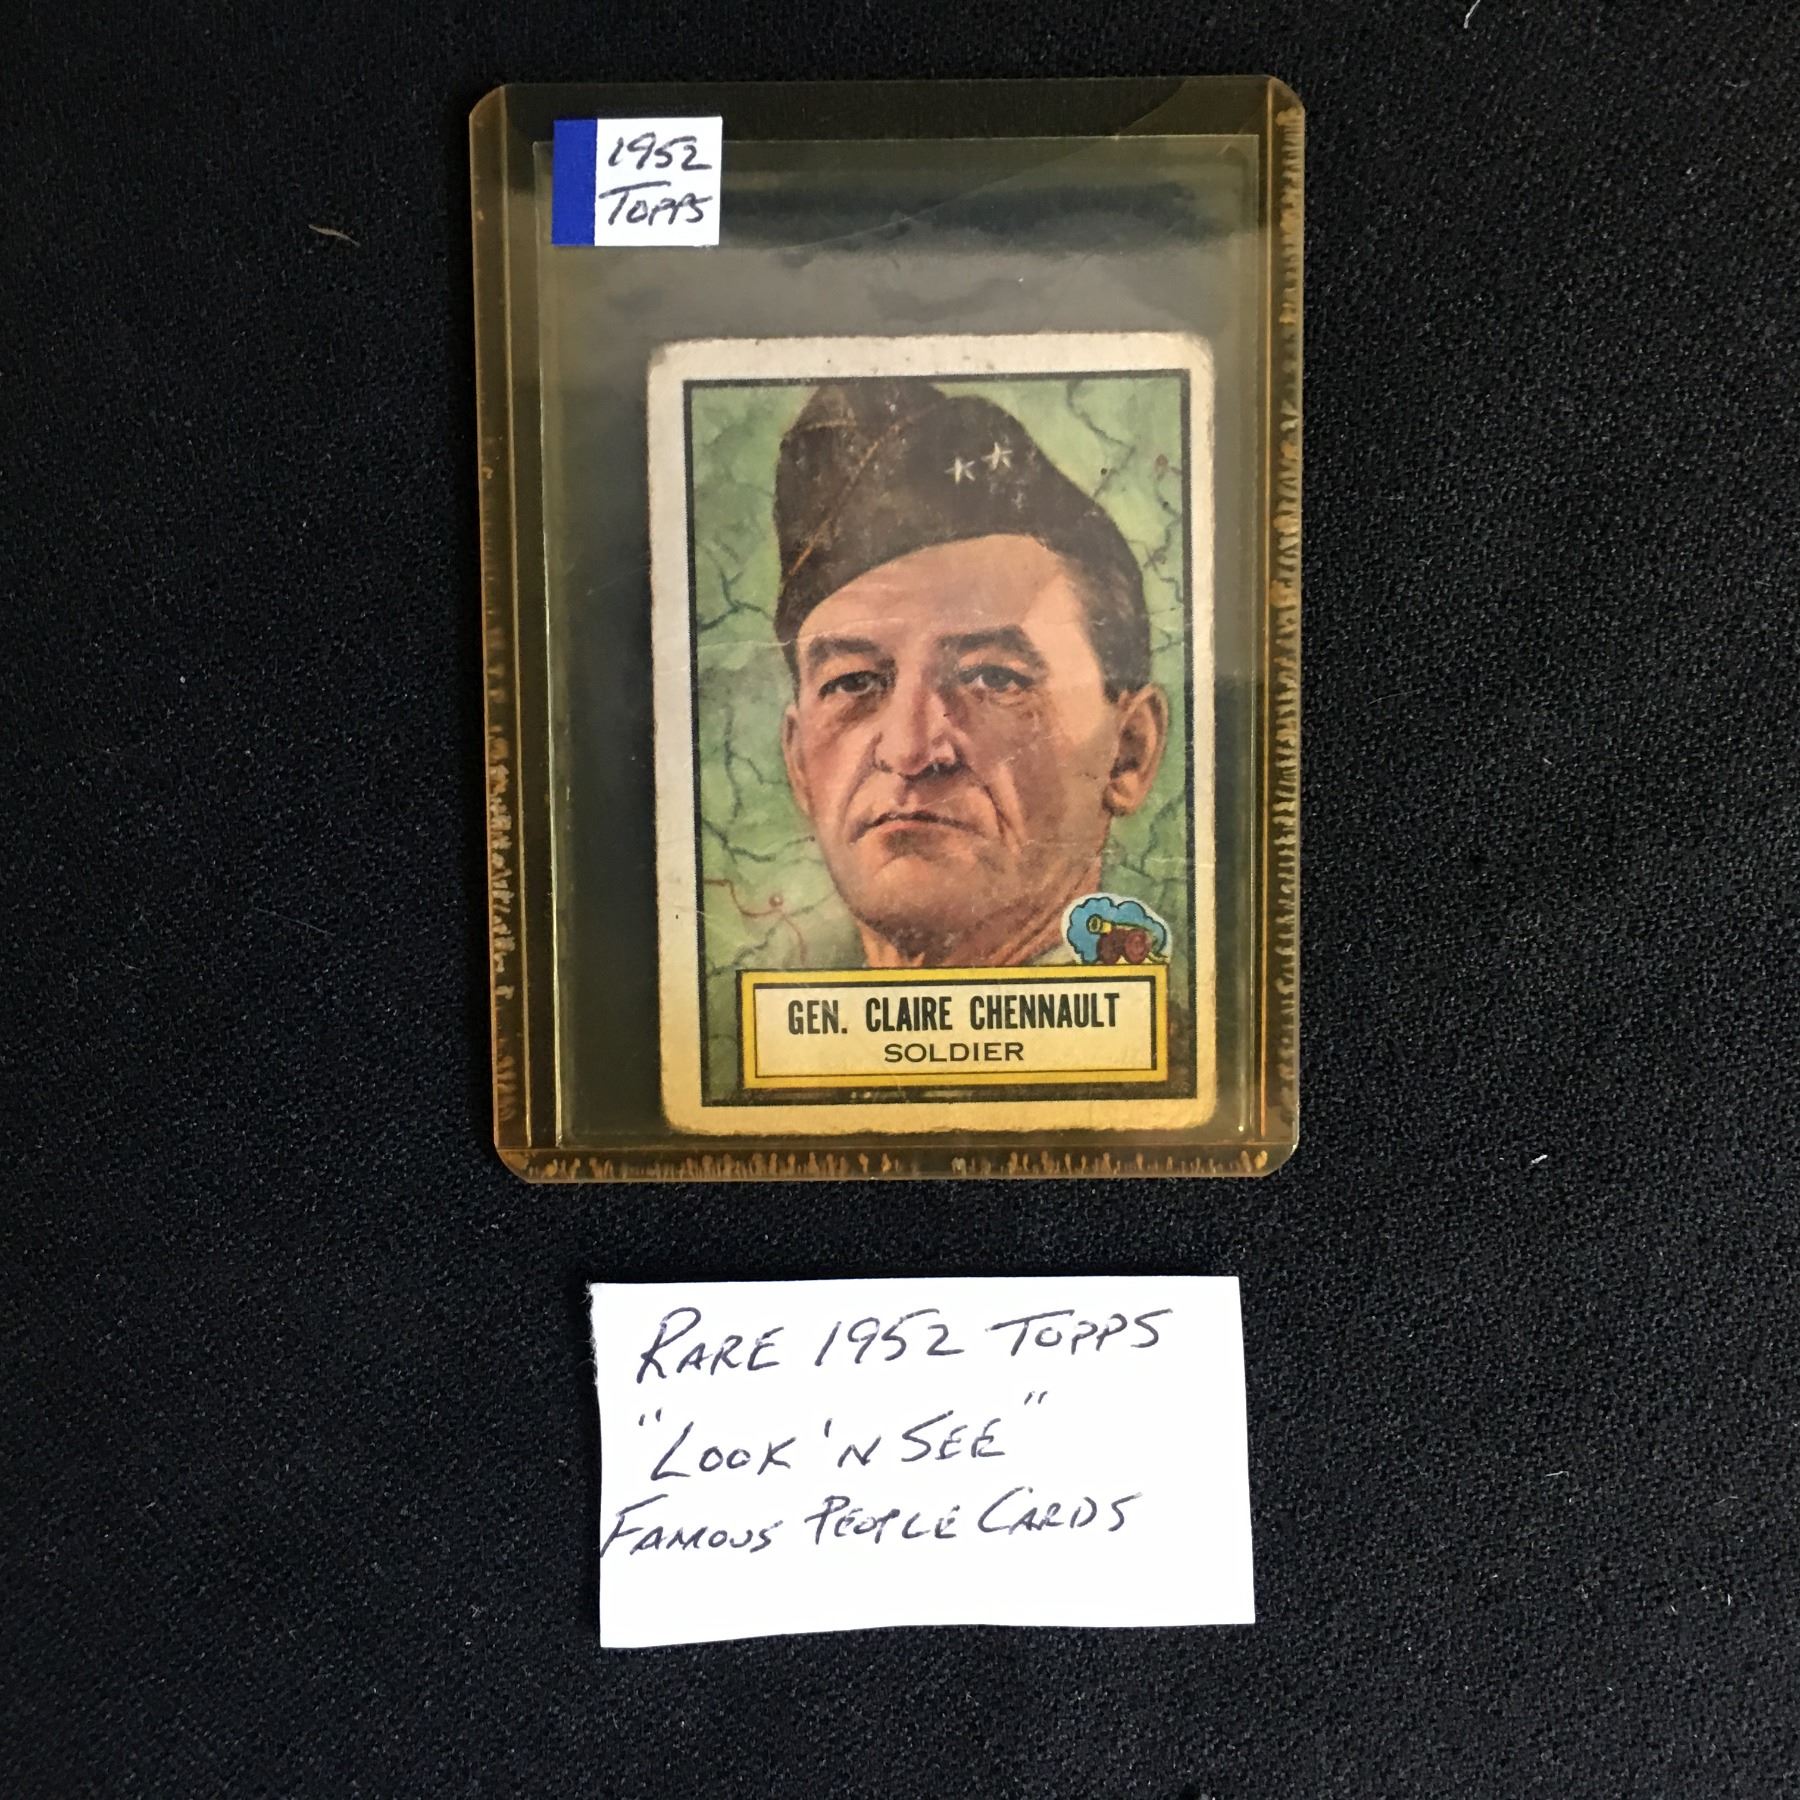 1952
TOPPS
GEN. CLAIRE CHENNAULT
SOLDIER
RARE 1952 TOPPS
"LOOK 'N SEE"
FAMOUS PEOPLE CARDS